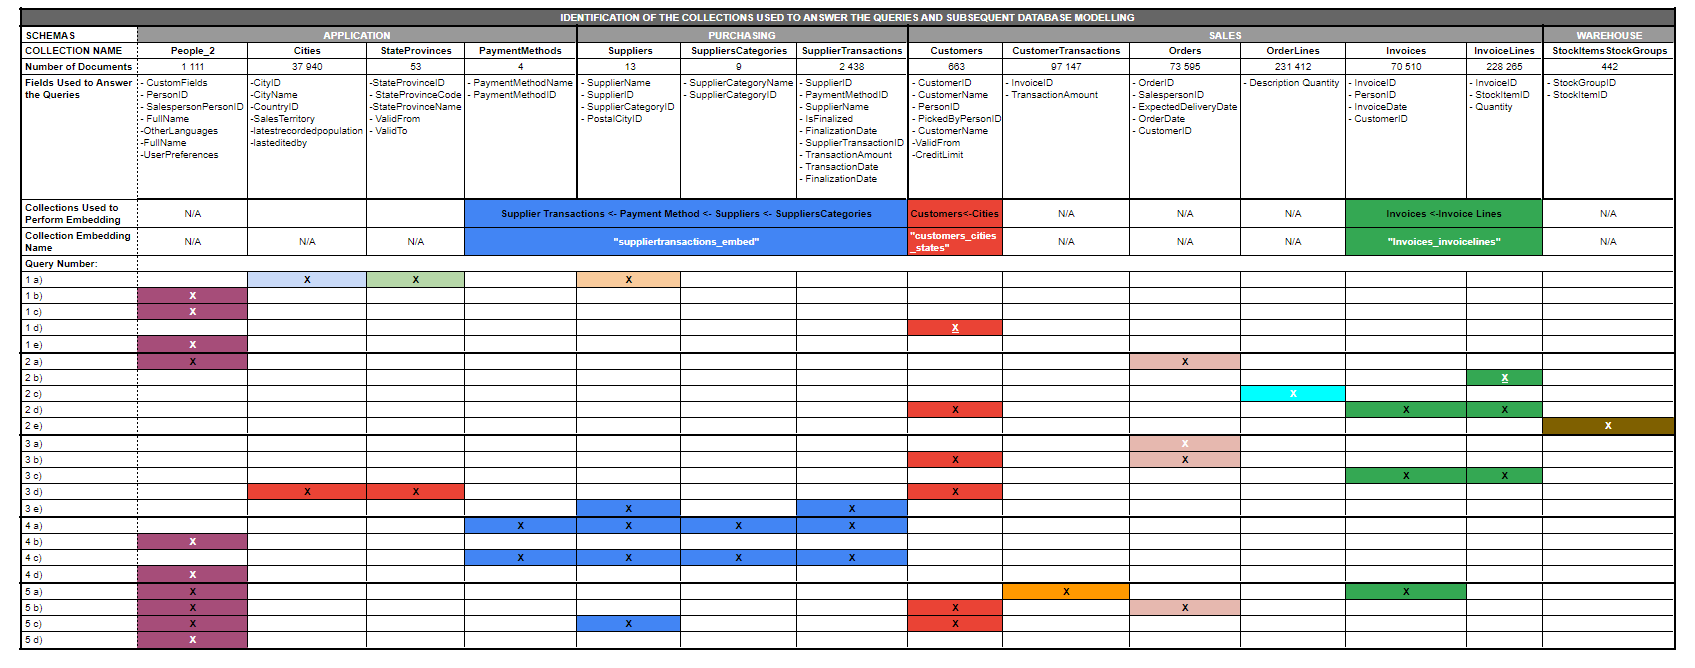 IDENTIFICATION OF THE COLLECTIONS USED TO ANSWER THE QUERIES AND SUBSEQUENT DATABASE MODELLING
SCHEMAS APPLICATION PURCHASING SALES WAREHOUSE
COLLECTION NAME People_2 Cities StateProvinces PaymentMethods Suppliers SuppliersCategories SupplierTransactions Customers CustomerTransactions Orders OrderLines Invoices InvoiceLines StockItemsStockGroups
Number of Documents 1 111 37 940 53 4 13 9 2 438 663 97 147 73 595 231 412 70 510 228 265 442
Fields Used to Answer the Queries
- CustomFields
- PersonID
- SalespersonPersonID
- FullName
-OtherLanguages
-FullName
-UserPreferences
-CityID
-CityName
-CountryID
-SalesTerritory
-latestrecordedpopulation
-lasteditedby
-StateProvinceID
- StateProvinceCode
-StateProvinceName
- ValidFrom
- ValidTo
- PaymentMethodName
- PaymentMethodID
- SupplierName
- SupplierID
- SupplierCategoryID
- PostalCityID
- SupplierCategoryName
- SupplierCategoryID
- SupplierID
- PaymentMethodID
- SupplierName
- IsFinalized
- FinalizationDate
- SupplierTransactionID
- TransactionAmount
- TransactionDate
- FinalizationDate
- CustomerID
- CustomerName
- PersonID
- PickedByPersonID
- CustomerName
-ValidFrom
-CreditLimit
- InvoiceID
- TransactionAmount
- OrderID
- SalespersonID
- ExpectedDeliveryDate
- OrderDate
- CustomerID
- Description Quantity
- InvoiceID
- PersonID
- InvoiceDate
- CustomerID
- InvoiceID
- StockItemID
- Quantity
- StockGroupID
- StockItemID
Collections Used to
Perform Embedding
N/A Supplier Transactions <- Payment Method <- Suppliers <- SuppliersCategories Customers<-Cities N/A N/A N/A Invoices <-Invoice Lines N/A
Collection Embedding
Name
N/A N/A N/A "suppliertransactions_embed" "customers_cities
_states" N/A N/A N/A "Invoices_invoicelines" N/A
Query Number:
1 a) X X X
1 b) X
1 c) X
1 d) X
1 e) X
2 a) X X
2 b) X
2 c) X
2 d) X X X
2 e) X
3 a) X
3 b) X X
3 c) X X
3 d) X X X
3 e) X X
4 a) X X X X
4 b) X
4 c) X X X X
4 d) X
5 a) X X X
5 b) X X X
5 c) X X X
5 d) X